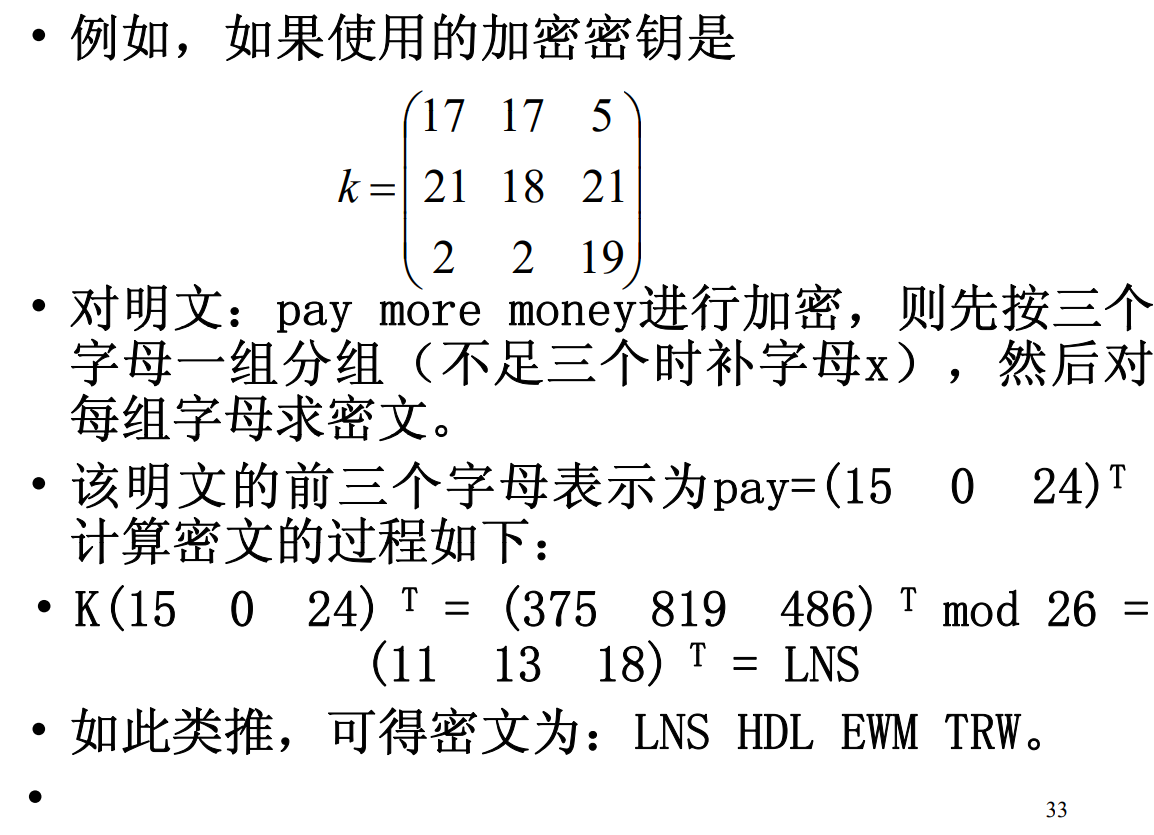 • 例如，如果使用的加密密钥是
17 17 5
k = 21 18 21
2 2 19
• 对明文：pay more money进行加密，则先按三个
字母一组分组（不足三个时补字母x），然后对
每组字母求密文。
• 该明文的前三个字母表示为pay=(15 0 24)ᵀ
计算密文的过程如下：
• K(15 0 24) ᵀ = (375 819 486) ᵀ mod 26 =
(11 13 18) ᵀ = LNS
• 如此类推，可得密文为：LNS HDL EWM TRW。
•
33